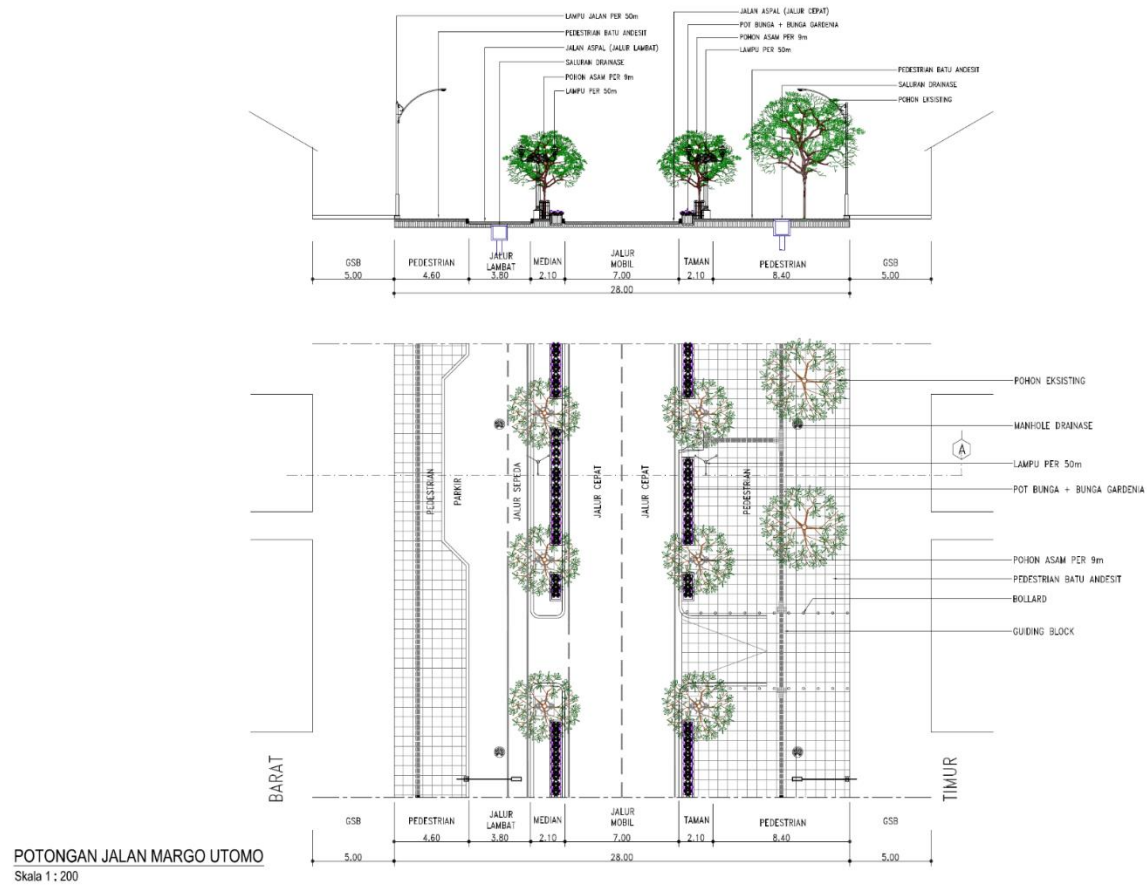 LAMPU JALAN PER 50m
PEDESTRIAN BATU ANDESIT
JALAN ASPAL (JALUR LAMBAT)
SALURAN DRAINASE
POHON ASAM PER 9m
LAMPU PER 50m
JALAN ASPAL (JALUR CEPAT)
POT BUNGA + BUNGA GARDENIA
POHON ASAM PER 9m
LAMPU PER 50m
PEDESTRIAN BATU ANDESIT
SALURAN DRAINASE
POHON EKSISTING
GSB
PEDESTRIAN
JALUR
LAMBAT
MEDIAN
JALUR
MOBIL
TAMAN
PEDESTRIAN
GSB
5.00
4.60
3.80
2.10
7.00
2.10
8.40
5.00
28.00
PEDESTRIAN
PARKIR
JALUR SEPEDA
JALUR CEPAT
JALUR CEPAT
PEDESTRIAN
POHON EKSISTING
MANHOLE DRAINASE
A
LAMPU PER 50m
POT BUNGA + BUNGA GARDENIA
POHON ASAM PER 9m
PEDESTRIAN BATU ANDESIT
BOLLARD
GUIDING BLOCK
BARAT
TIMUR
GSB
PEDESTRIAN
JALUR
LAMBAT
MEDIAN
JALUR
MOBIL
TAMAN
PEDESTRIAN
GSB
4.60
3.80
2.10
7.00
2.10
8.40
5.00
28.00
5.00
POTONGAN JALAN MARGO UTOMO
Skala 1 : 200